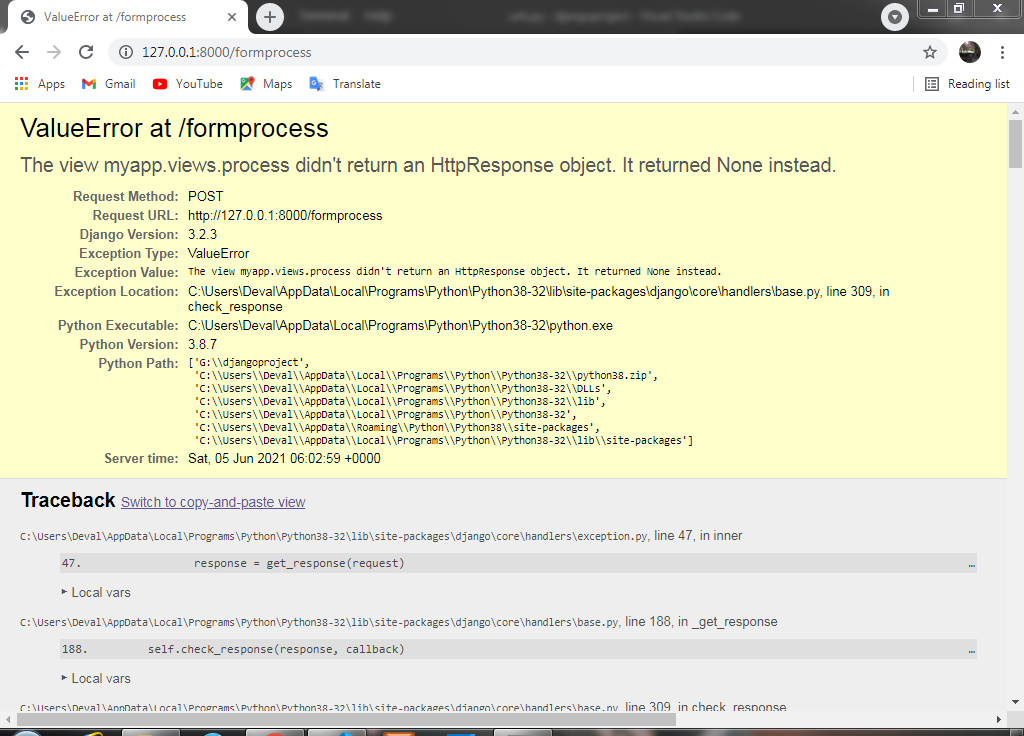 ValueError at /formprocess
127.0.0.1:8000/formprocess
Apps Gmail YouTube Maps Translate Reading list
ValueError at /formprocess
The view myapp.views.process didn't return an HttpResponse object. It returned None instead.
Request Method: POST
Request URL: http://127.0.0.1:8000/formprocess
Django Version: 3.2.3
Exception Type: ValueError
Exception Value: The view myapp.views.process didn't return an HttpResponse object. It returned None instead.
Exception Location: C:\Users\Deval\AppData\Local\Programs\Python\Python38-32\lib\site-packages\django\core\handlers\base.py, line 309, in
check_response
Python Executable: C:\Users\Deval\AppData\Local\Programs\Python\Python38-32\python.exe
Python Version: 3.8.7
Python Path: ['G:\\djangoproject',
'C:\\Users\\Deval\\AppData\\Local\\Programs\\Python\\Python38-32\\python38.zip',
'C:\\Users\\Deval\\AppData\\Local\\Programs\\Python\\Python38-32\\DLLs',
'C:\\Users\\Deval\\AppData\\Local\\Programs\\Python\\Python38-32\\lib',
'C:\\Users\\Deval\\AppData\\Local\\Programs\\Python\\Python38-32',
'C:\\Users\\Deval\\AppData\\Roaming\\Python\\Python38\\site-packages',
'C:\\Users\\Deval\\AppData\\Local\\Programs\\Python\\Python38-32\\lib\\site-packages']
Server time: Sat, 05 Jun 2021 06:02:59 +0000
Traceback Switch to copy-and-paste view
C:\Users\Deval\AppData\Local\Programs\Python\Python38-32\lib\site-packages\django\core\handlers\exception.py, line 47, in inner
47. response = get_response(request) …
▸ Local vars
C:\Users\Deval\AppData\Local\Programs\Python\Python38-32\lib\site-packages\django\core\handlers\base.py, line 188, in _get_response
188. self.check_response(response, callback) …
▸ Local vars
C:\Users\Deval\AppData\Local\Programs\Python\Python38-32\lib\site-packages\django\core\handlers\base.py, line 309, in check_response